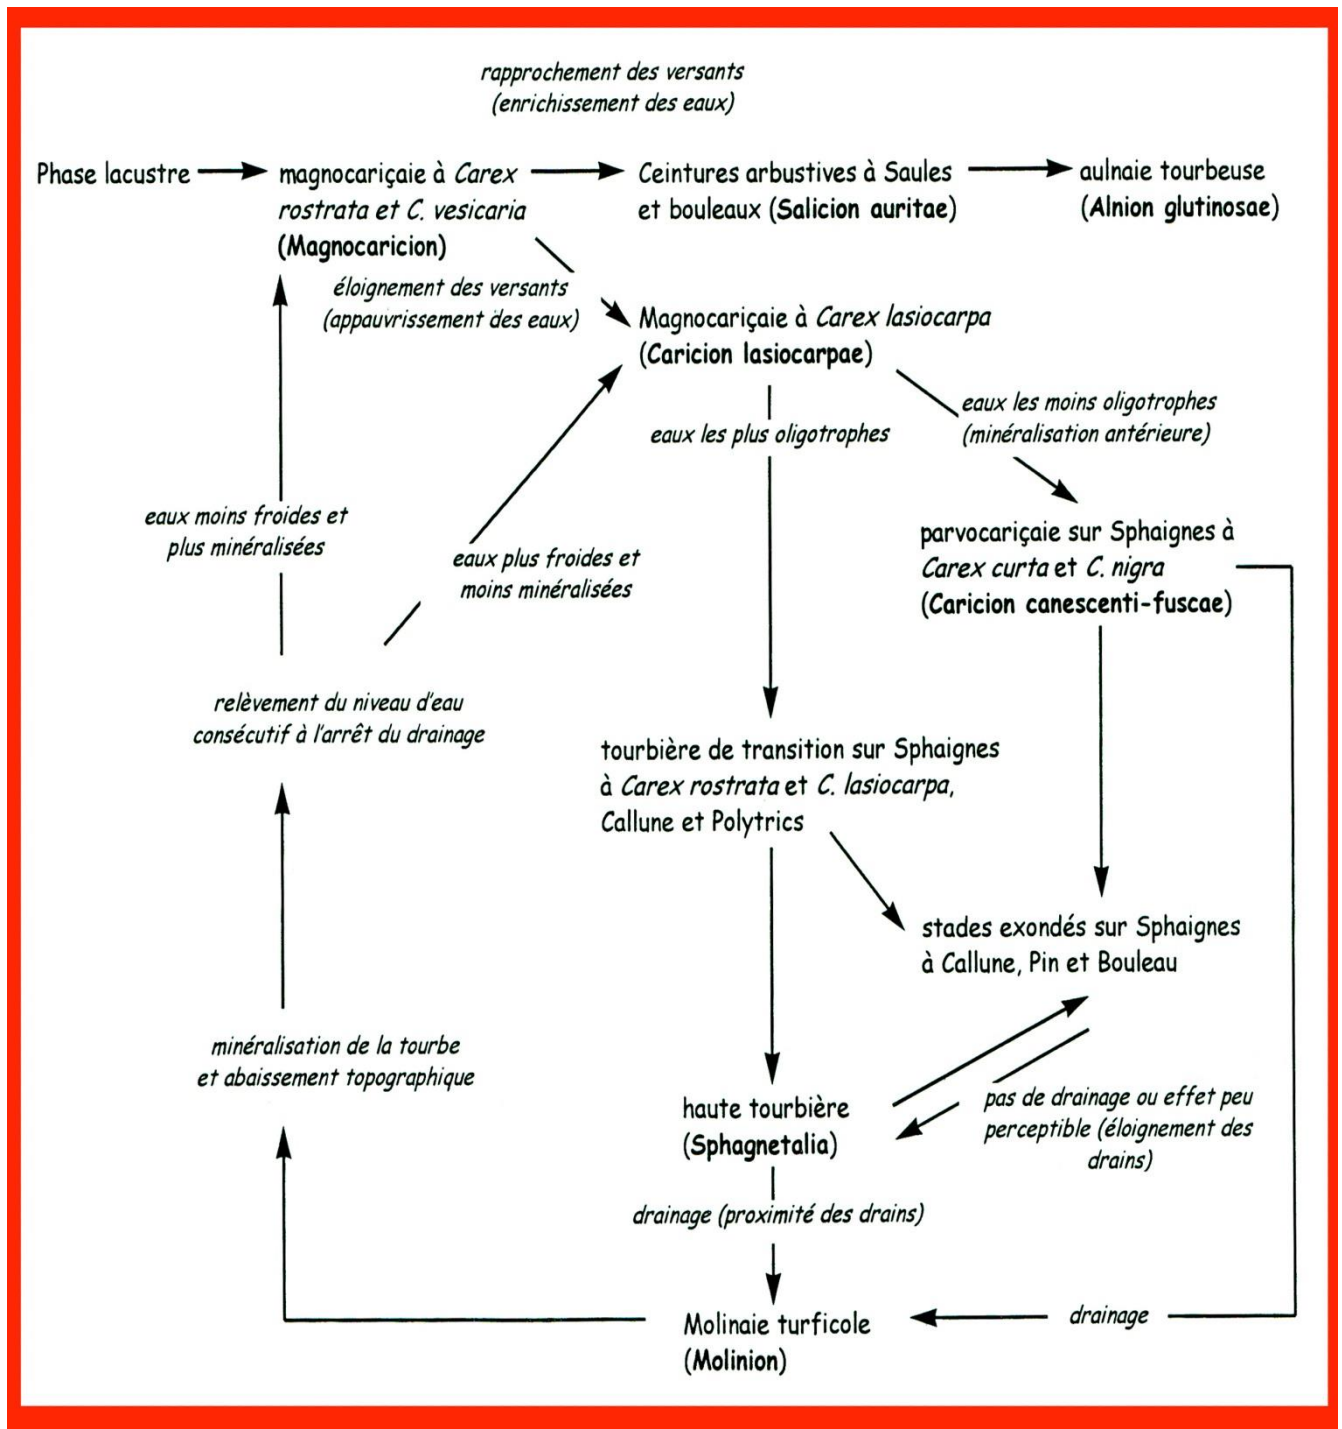 rapprochement des versants
(enrichissement des eaux)
Phase lacustre
magnocariçaie à Carex
rostrata et C. vesicaria
(Magnocaricion)
Ceintures arbustives à Saules
et bouleaux (Salicion auritae)
aulnaie tourbeuse
(Alnion glutinosae)
éloignement des versants
(appauvrissement des eaux)
Magnocariçaie à Carex lasiocarpa
(Caricion lasiocarpae)
eaux les plus oligotrophes
eaux les moins oligotrophes
(minéralisation antérieure)
eaux moins froides et
plus minéralisées
eaux plus froides et
moins minéralisées
parvocariçaie sur Sphaignes à
Carex curta et C. nigra
(Caricion canescenti-fuscae)
relèvement du niveau d'eau
consécutif à l'arrêt du drainage
tourbière de transition sur Sphaignes
à Carex rostrata et C. lasiocarpa,
Callune et Polytrics
stades exondés sur Sphaignes
à Callune, Pin et Bouleau
minéralisation de la tourbe
et abaissement topographique
haute tourbière
(Sphagnetalia)
pas de drainage ou effet peu
perceptible (éloignement des
drains)
drainage (proximité des drains)
Molinaie turficole
(Molinion)
drainage